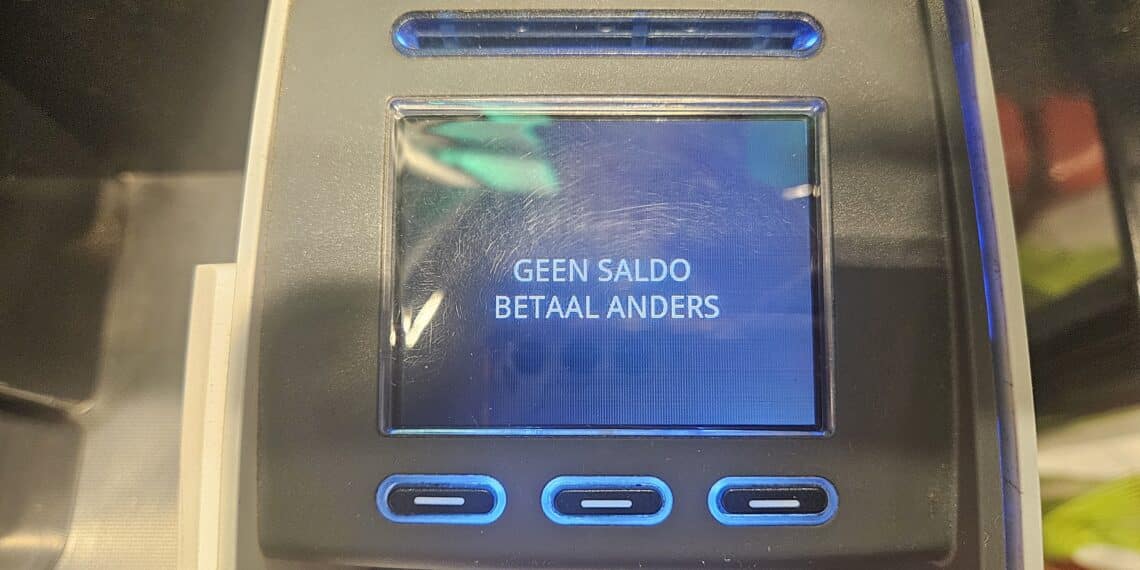 GEEN SALDO
BETAAL ANDERS